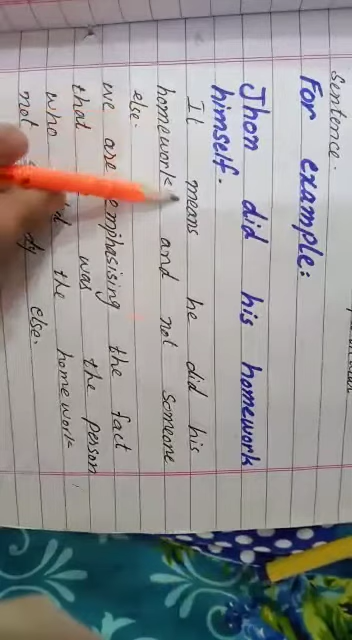 sentence.
For example:
Jhon did his homework
himself.
It means he did his
homework and not someone
else.
we are emphasising the fact
that was the person
who the homework
not else.